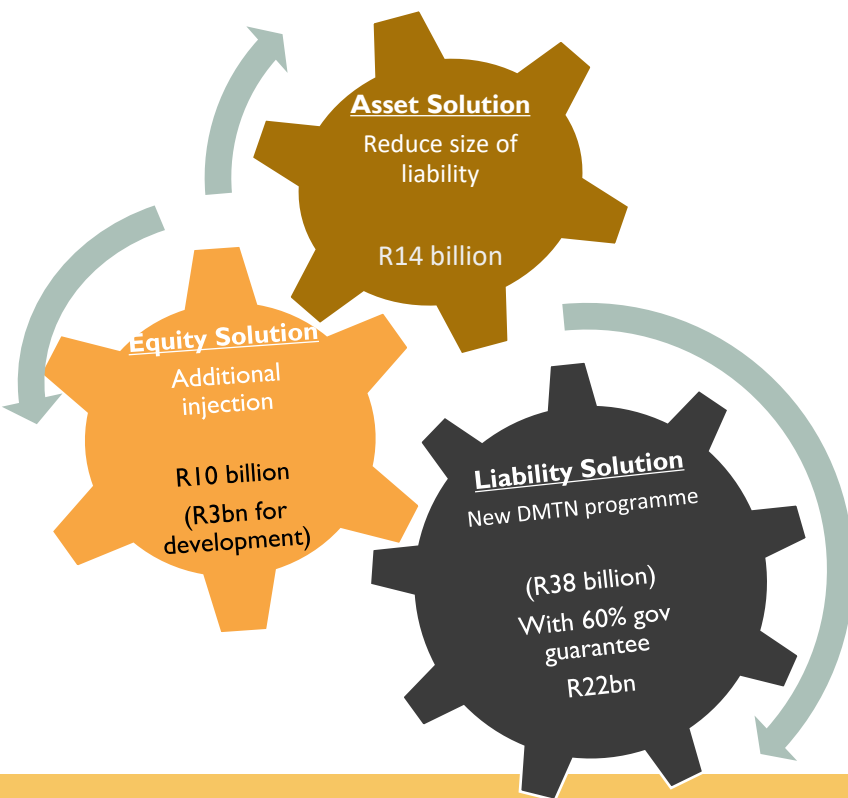 Asset Solution
Reduce size of
liability
R14 billion
Equity Solution
Additional
injection
R10 billion
(R3bn for
development)
Liability Solution
New DMTN programme
(R38 billion)
With 60% gov
guarantee
R22bn